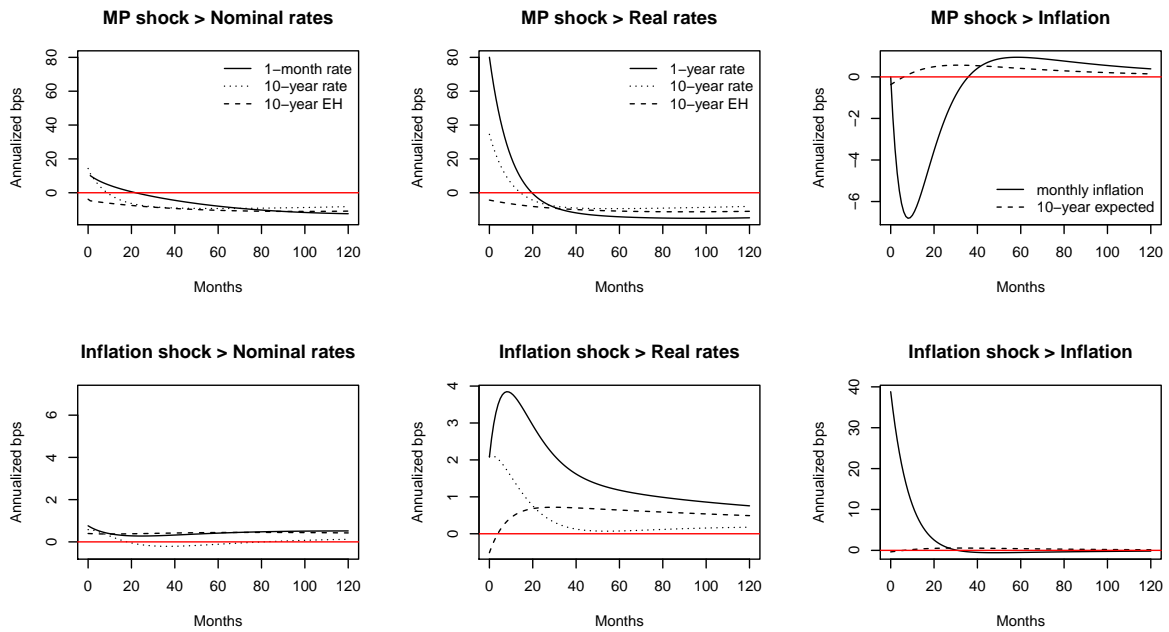 MP shock > Nominal rates
Annualized bps
80
60
40
20
0
1−month rate
10−year rate
10−year EH
0 20 40 60 80 100 120
Months
MP shock > Real rates
Annualized bps
80
60
40
20
0
1−year rate
10−year rate
10−year EH
0 20 40 60 80 100 120
Months
MP shock > Inflation
Annualized bps
0
−2
−4
−6
monthly inflation
10−year expected
0 20 40 60 80 100 120
Months
Inflation shock > Nominal rates
Annualized bps
6
4
2
0
0 20 40 60 80 100 120
Months
Inflation shock > Real rates
Annualized bps
4
3
2
1
0
0 20 40 60 80 100 120
Months
Inflation shock > Inflation
Annualized bps
40
30
20
10
0
0 20 40 60 80 100 120
Months